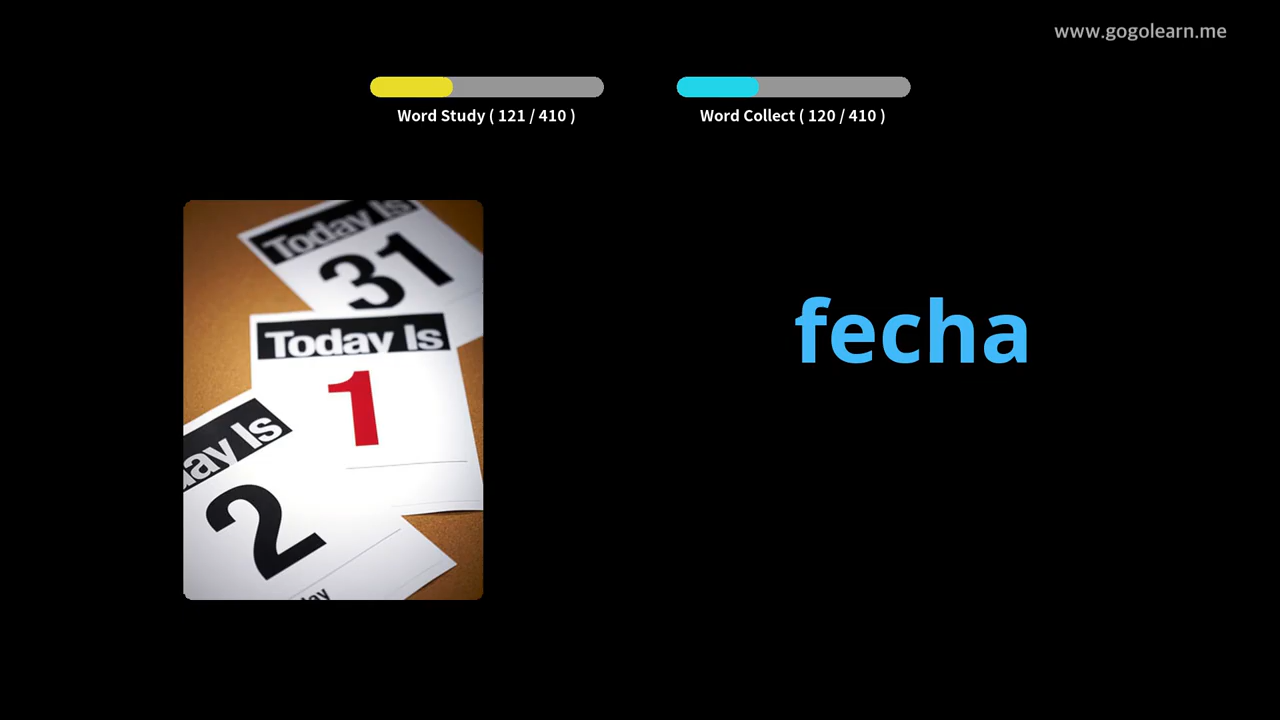 www.gogolearn.me
Word Study ( 121 / 410 )
Word Collect ( 120 / 410 )
Today Is
31
Today Is
1
ay Is
2
fecha